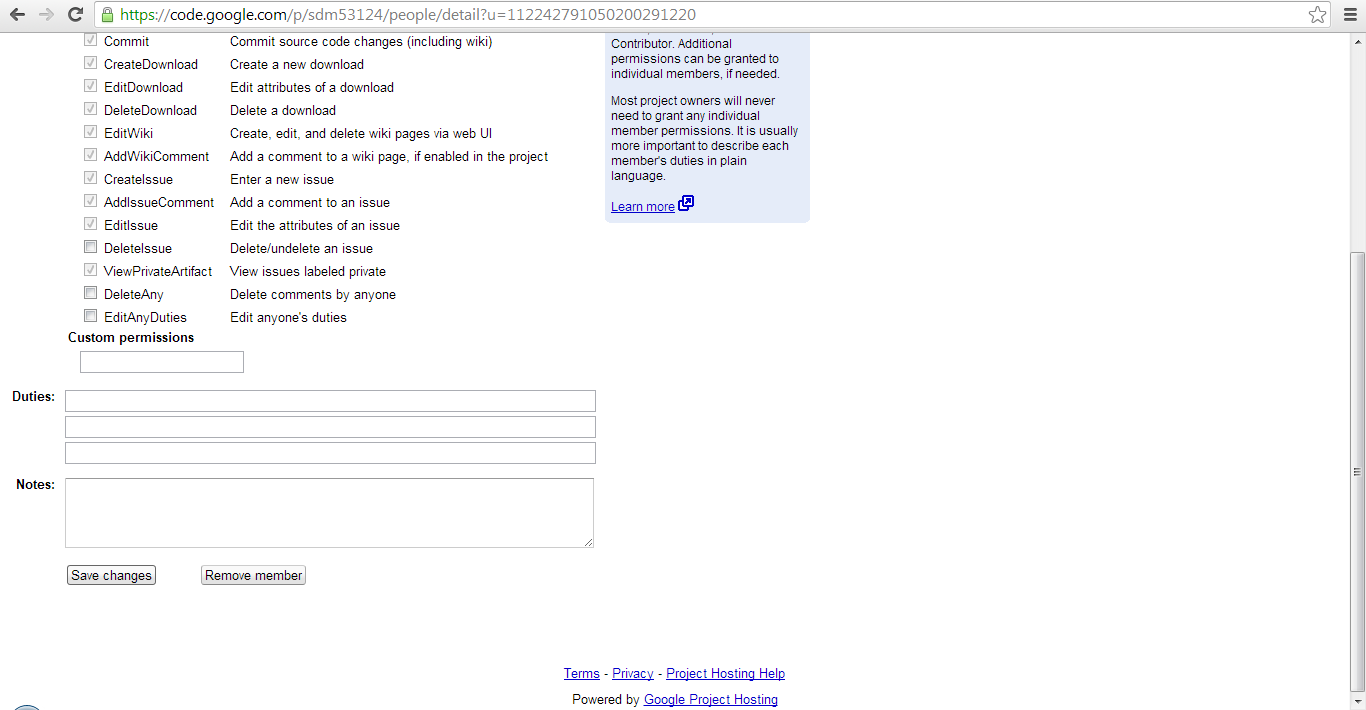 https://code.google.com/p/sdm53124/people/detail?u=112242791050200291220
Commit Commit source code changes (including wiki)
CreateDownload Create a new download
EditDownload Edit attributes of a download
DeleteDownload Delete a download
EditWiki Create, edit, and delete wiki pages via web UI
AddWikiComment Add a comment to a wiki page, if enabled in the project
CreateIssue Enter a new issue
AddIssueComment Add a comment to an issue
EditIssue Edit the attributes of an issue
DeleteIssue Delete/undelete an issue
ViewPrivateArtifact View issues labeled private
DeleteAny Delete comments by anyone
EditAnyDuties Edit anyone's duties
Custom permissions
Duties:
Notes:
Save changes Remove member
Contributor. Additional
permissions can be granted to
individual members, if needed.
Most project owners will never
need to grant any individual
member permissions. It is usually
more important to describe each
member's duties in plain
language.
Learn more
Terms - Privacy - Project Hosting Help
Powered by Google Project Hosting